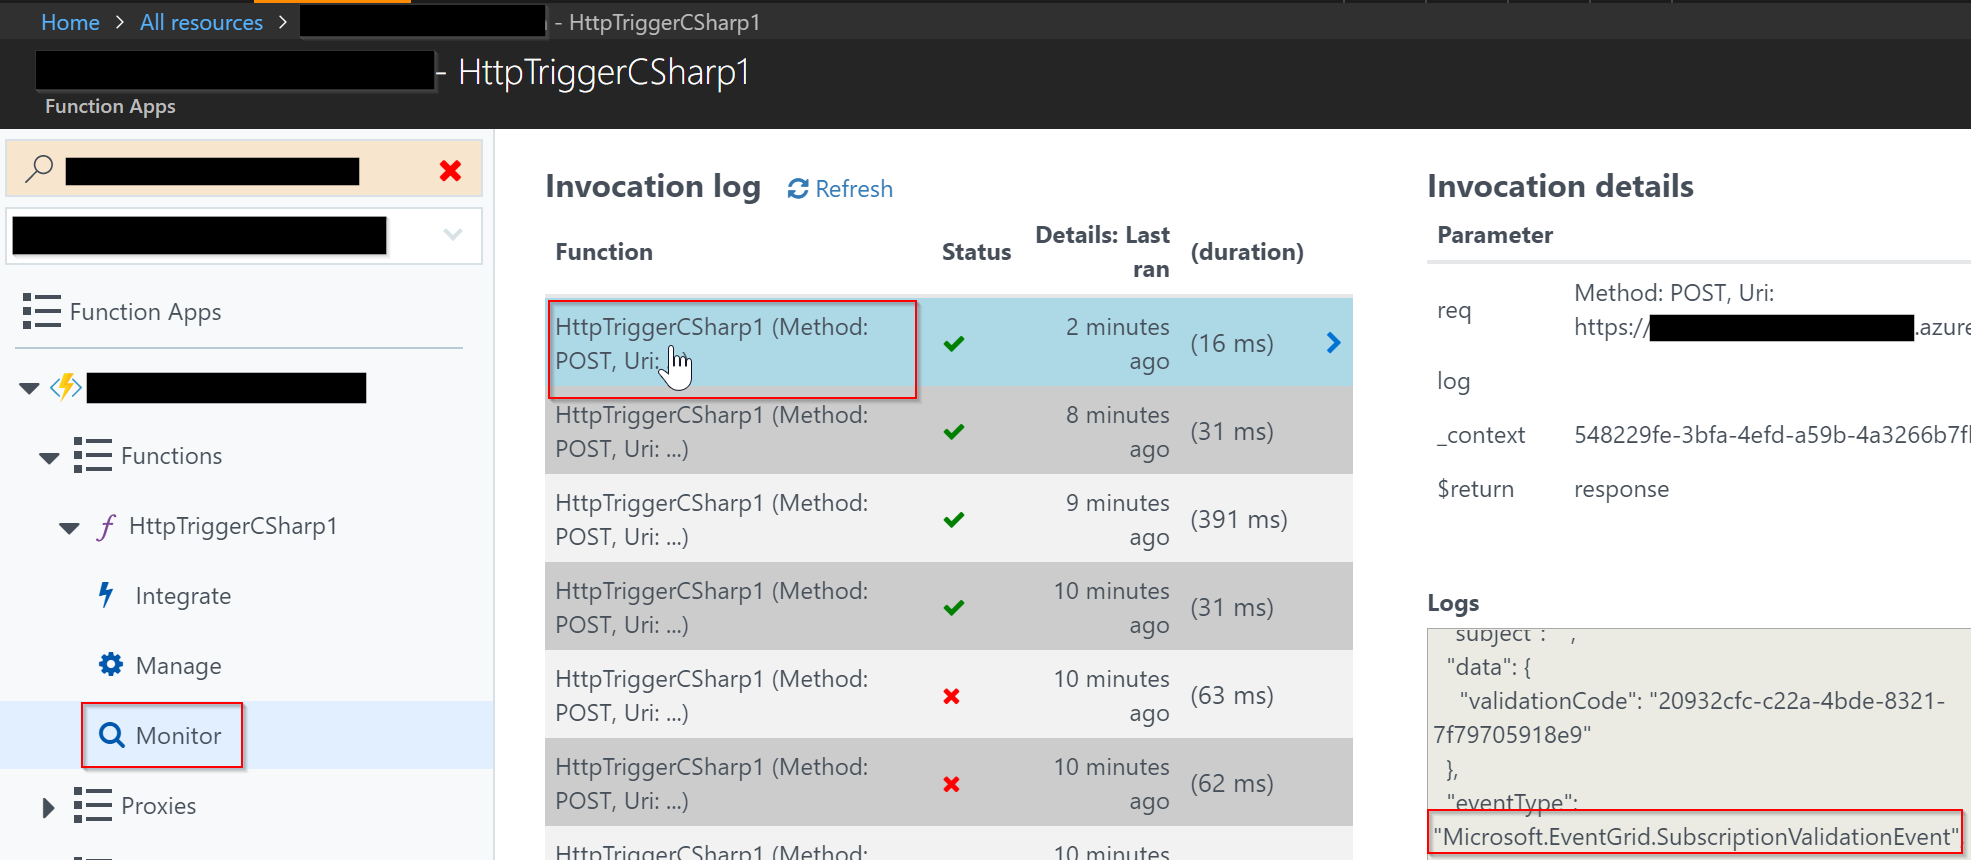 Home > All resources > - HttpTriggerCSharp1
- HttpTriggerCSharp1
Function Apps
Function Apps
Functions
HttpTriggerCSharp1
Integrate
Manage
Monitor
Proxies
Invocation log Refresh
Function Status Details: Last ran (duration)
HttpTriggerCSharp1 (Method: 2 minutes
POST, Uri: ago (16 ms)
HttpTriggerCSharp1 (Method: 8 minutes
POST, Uri: ...) ago (31 ms)
HttpTriggerCSharp1 (Method: 9 minutes
POST, Uri: ...) ago (391 ms)
HttpTriggerCSharp1 (Method: 10 minutes
POST, Uri: ...) ago (31 ms)
HttpTriggerCSharp1 (Method: 10 minutes
POST, Uri: ...) ago (63 ms)
HttpTriggerCSharp1 (Method: 10 minutes
POST, Uri: ...) ago (62 ms)
HttpTriggerCSharp1 (Method: 10 minutes
Invocation details
Parameter
req Method: POST, Uri:
https:// .azure
log
_context 548229fe-3bfa-4efd-a59b-4a3266b7f
$return response
Logs
subject": ",
"data": {
"validationCode": "20932cfc-c22a-4bde-8321-
7f79705918e9"
},
"eventType":
"Microsoft.EventGrid.SubscriptionValidationEvent"